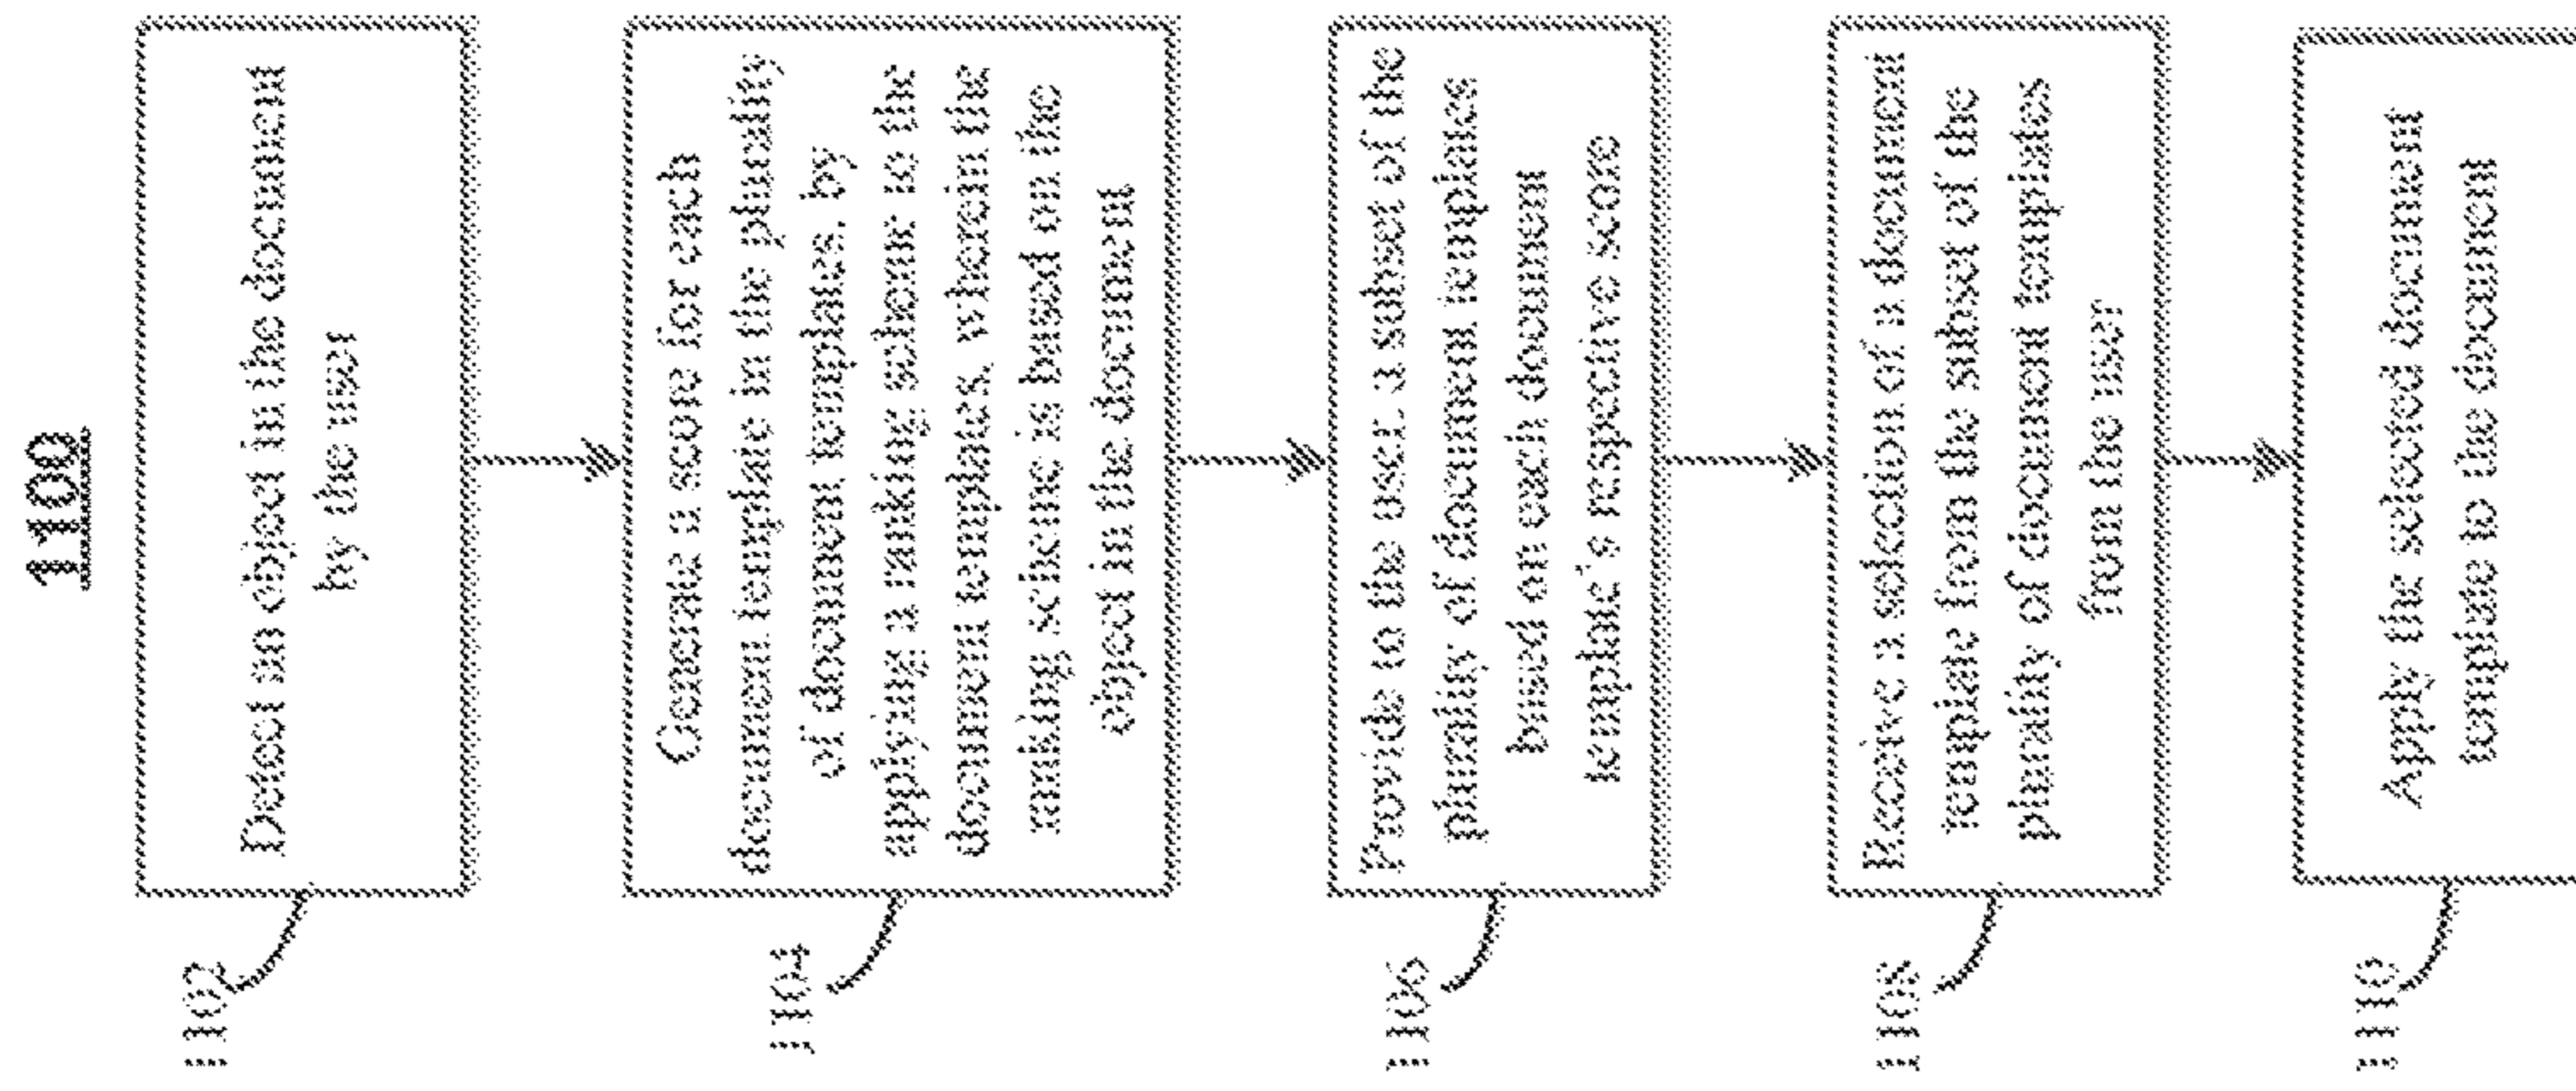 1100
1102
Detect an object in the document
by the user
1104
Generate a score for each
document template in the plurality
of document templates, by
applying a ranking scheme to the
document templates, wherein the
ranking scheme is based on the
object in the document
1106
Provide to the user a subset of the
plurality of document templates
based on each document
template's respective score
1108
Receive a selection of a document
template from the subset of the
plurality of document templates
from the user
1110
Apply the selected document
template to the document